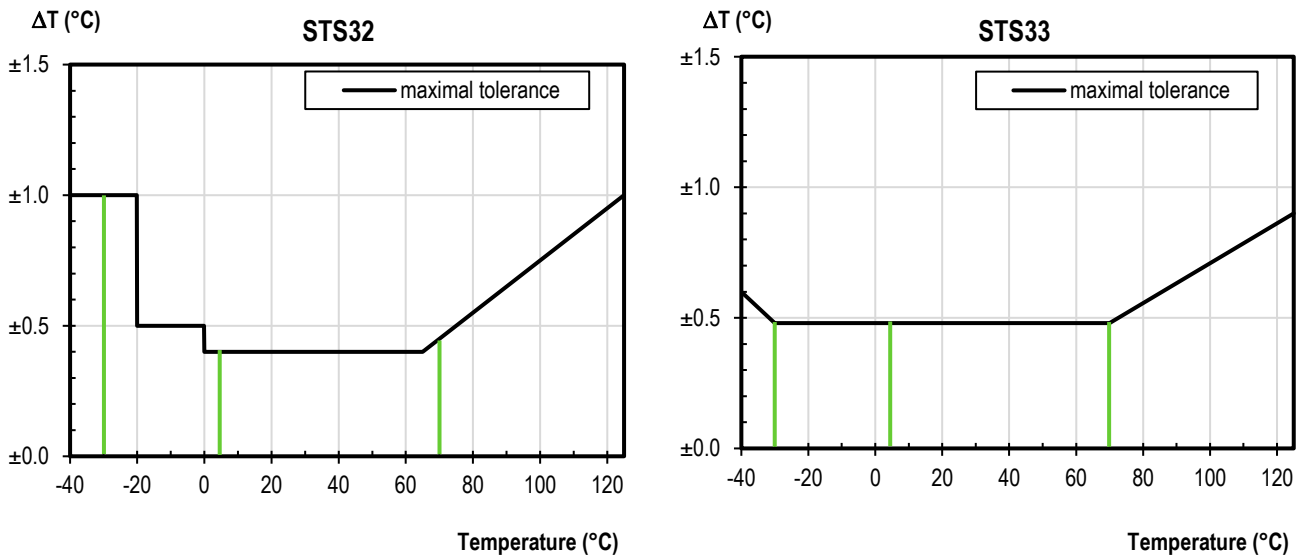 ΔT (°C)
STS32
±1.5
maximal tolerance
±1.0
±0.5
±0.0
-40 -20 0 20 40 60 80 100 120
Temperature (°C)
ΔT (°C)
STS33
±1.5
maximal tolerance
±1.0
±0.5
±0.0
-40 -20 0 20 40 60 80 100 120
Temperature (°C)